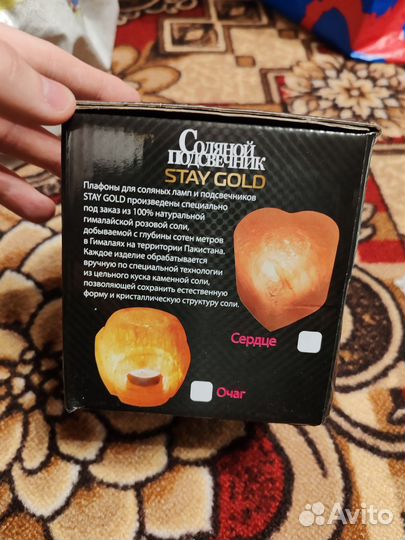 Соляной
подсвечник
STAY GOLD
Плафоны для соляных ламп и подсвечников
STAY GOLD произведены специально
под заказ из 100% натуральной
гималайской розовой соли,
добываемой с глубины сотен метров
в Гималаях на территории Пакистана.
Каждое изделие обрабатывается
вручную по специальной технологии
из цельного куска каменной соли,
позволяющей сохранить естественную
форму и кристаллическую структуру соли.
Сердце
Очаг
Avito